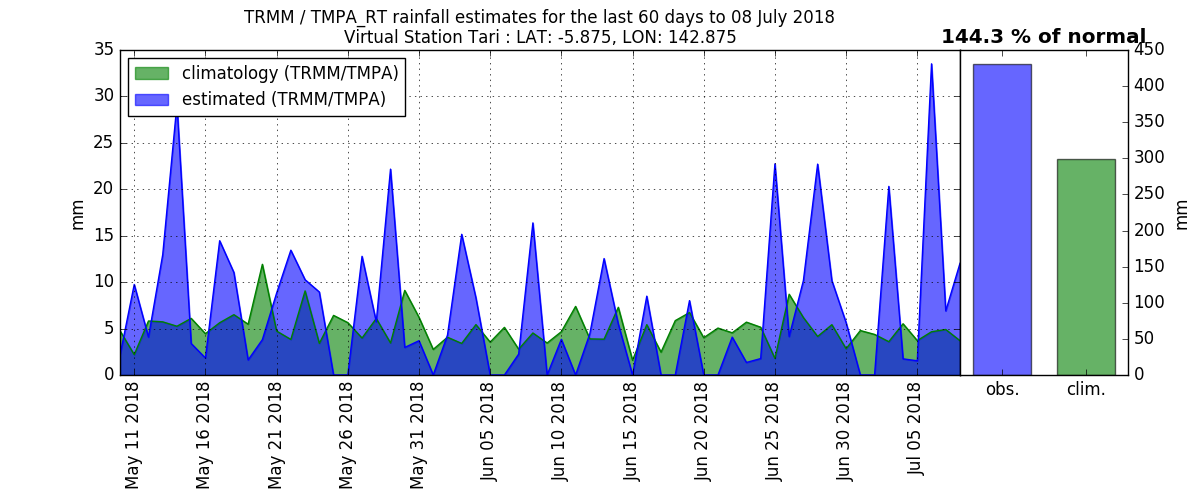 TRMM / TMPA_RT rainfall estimates for the last 60 days to 08 July 2018
Virtual Station Tari : LAT: -5.875, LON: 142.875
144.3 % of normal
climatology (TRMM/TMPA)
estimated (TRMM/TMPA)
35
30
25
20
15
10
5
0
mm
May 11 2018
May 16 2018
May 21 2018
May 26 2018
May 31 2018
Jun 05 2018
Jun 10 2018
Jun 15 2018
Jun 20 2018
Jun 25 2018
Jun 30 2018
Jul 05 2018
450
400
350
300
250
200
150
100
50
0
mm
obs.
clim.